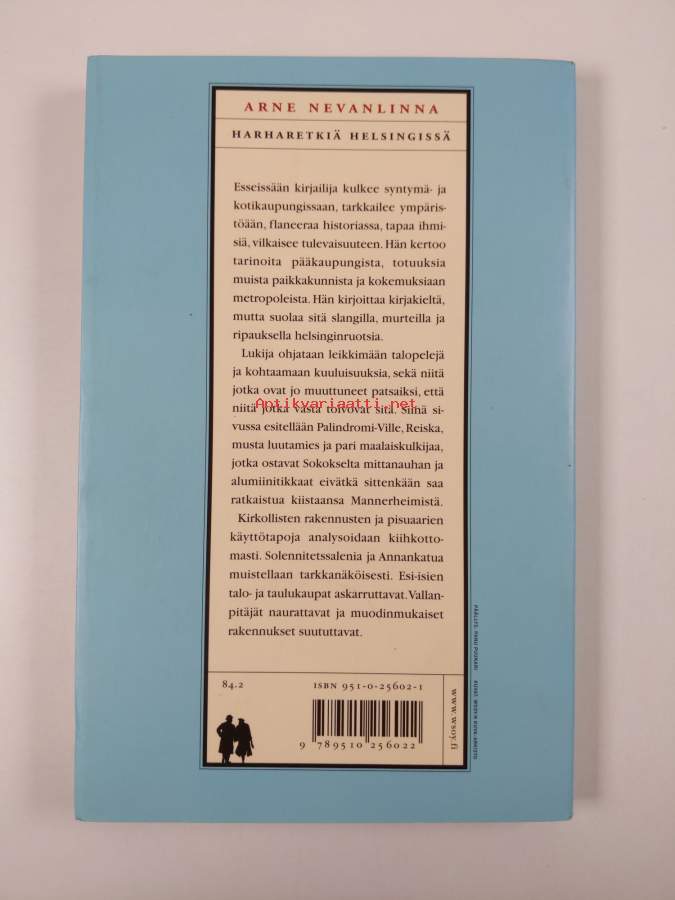 ARNE NEVANLINNA
HARHARETKIÄ HELSINGISSÄ
Esseissään kirjailija kulkee syntymä- ja
kotikaupungissaan, tarkkailee ympäris-
töään, flaneeraa historiassa, tapaa ihmi-
siä, vilkaisee tulevaisuuteen. Hän kertoo
tarinoita pääkaupungista, totuuksia
muista paikkakunnista ja kokemuksiaan
metropoleista. Hän kirjoittaa kirjakieltä,
mutta suolaa sitä slangilla, murteilla ja
ripauksella helsinginruotsia.
Lukija ohjataan leikkimään talopelejä
ja kohtaamaan kuuluisuuksia, sekä niitä
jotka ovat jo muuttuneet patsaiksi, että
Antikvariaatti.net
niitä jotka vasta toivovat sitä. Siinä si-
vussa esitellään Palindromi-Ville, Reiska,
musta luutamies ja pari maalaiskulkijaa,
jotka ostavat Sokokselta mittanauhan ja
alumiinitikkaat eivätkä sittenkään saa
ratkaistua kiistaansa Mannerheimistä.
Kirkollisten rakennusten ja pisuaarien
käyttötapoja analysoidaan kiihkotto-
masti. Solennitetssalenia ja Annankatua
muistellaan tarkkanäköisesti. Esi-isien
talo- ja taulukaupat askarruttavat. Vallan-
pitäjät naurattavat ja muodinmukaiset
rakennukset suututtavat.
84.2
ISBN 951-0-25602-1
9 789510 256022
www.wsoy.fi